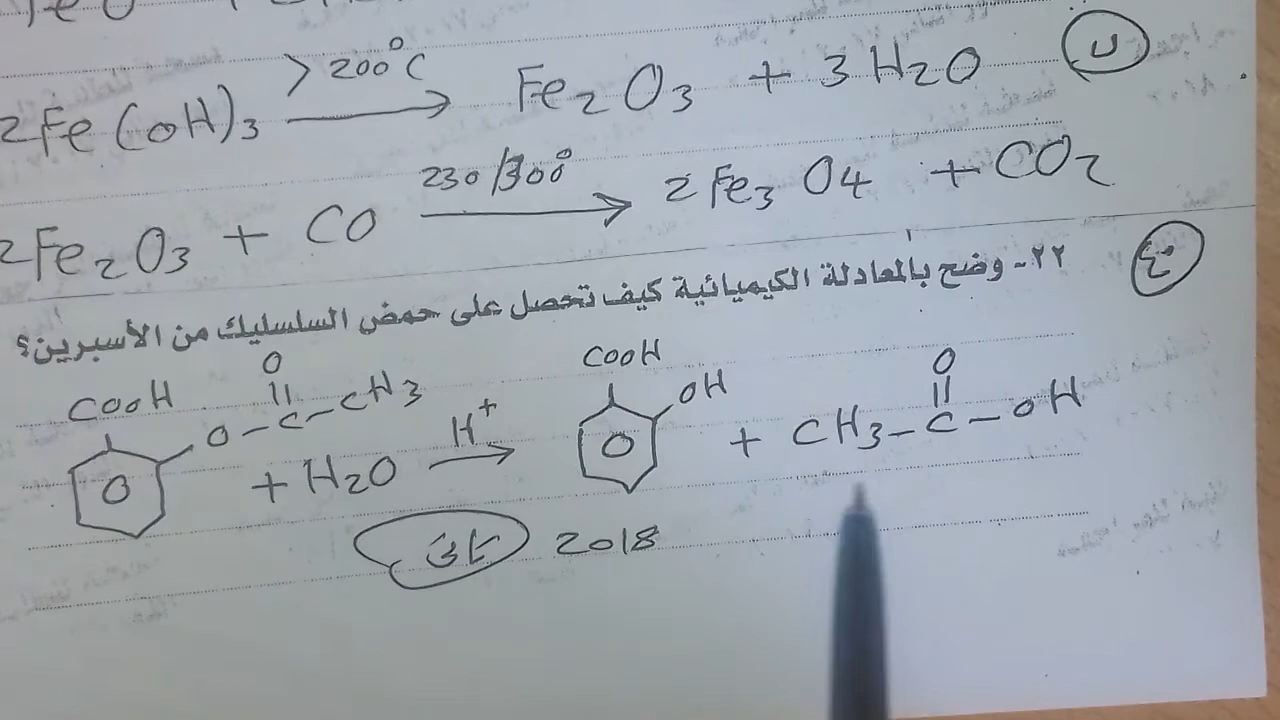 > 200°C
2Fe(OH)3 → Fe2O3 + 3H2O
230/300°
2Fe2O3 + CO → 2Fe3O4 + CO2
٢٢- وضح بالمعادلة الكيميائية كيف تحصل على حمض السلسليك من الأسبرين؟
COOH O COOH O
O-C-CH3 OH
+ H2O H+ → + CH3-C-OH
2018